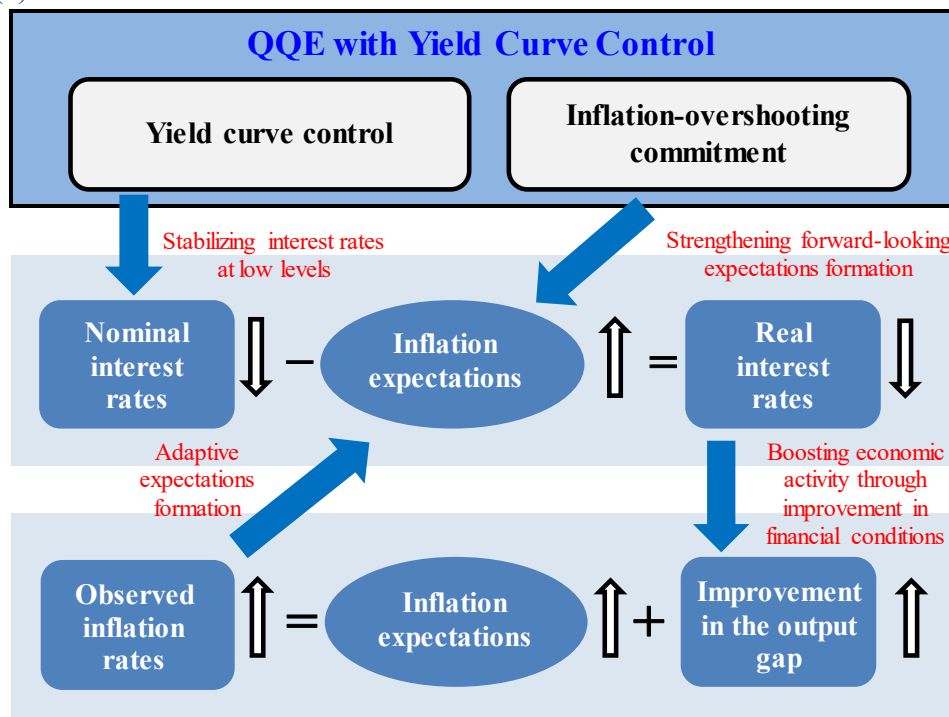 QQE with Yield Curve Control
Yield curve control
Inflation-overshooting
commitment
Stabilizing interest rates
at low levels
Strengthening forward-looking
expectations formation
Nominal
interest
rates
−
Inflation
expectations
=
Real
interest
rates
Adaptive
expectations
formation
Boosting economic
activity through
improvement in
financial conditions
Observed
inflation
rates
=
Inflation
expectations
+
Improvement
in the output
gap